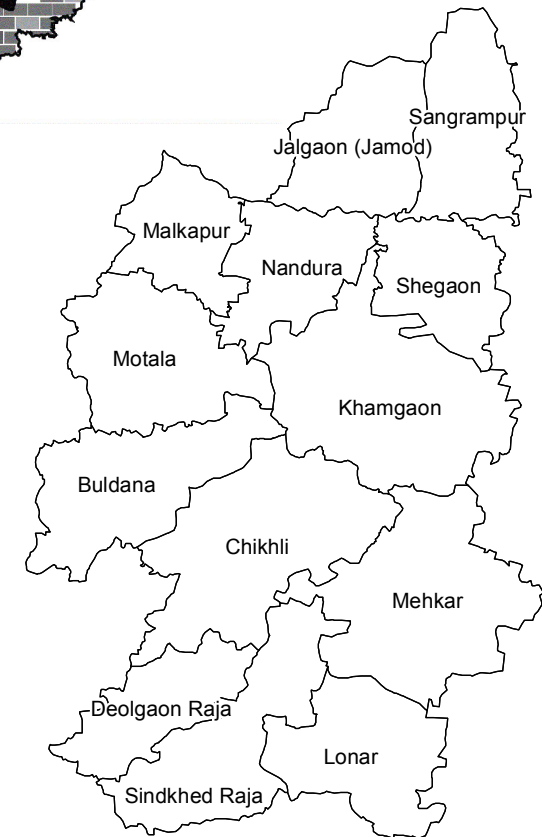 Sangrampur
Jalgaon (Jamod)
Malkapur
Nandura
Shegaon
Motala
Khamgaon
Buldana
Chikhli
Mehkar
Deolgaon Raja
Lonar
Sindkhed Raja